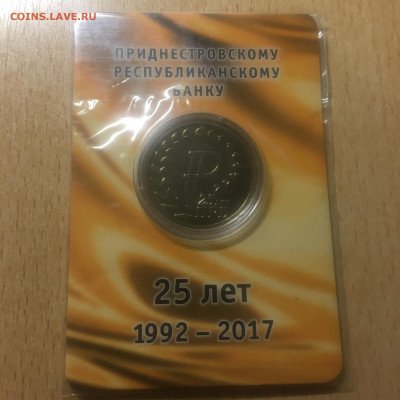 COINS.LAVE.RU
ПРИДНЕСТРОВСКОМУ
РЕСПУБЛИКАНСКОМУ
БАНКУ
25 лет
1992 – 2017